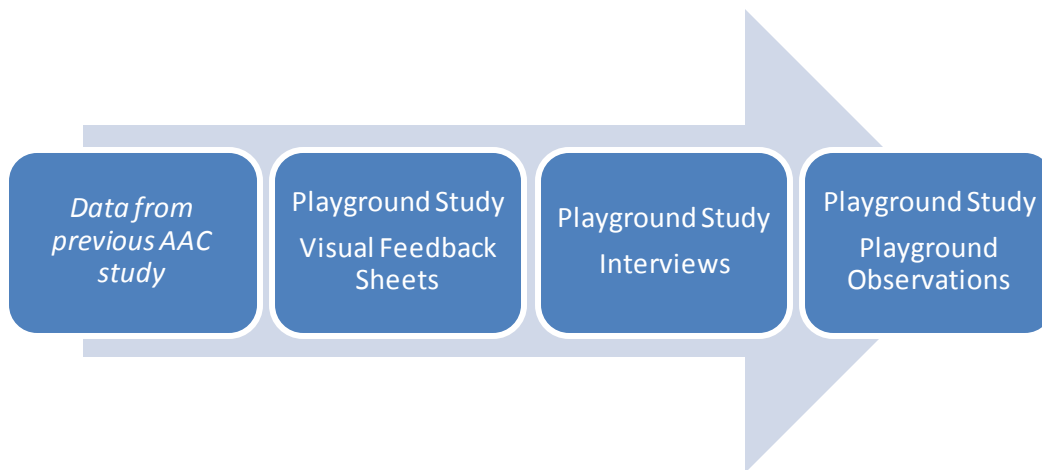 Data from
previous AAC
study
Playground Study
Visual Feedback
Sheets
Playground Study
Interviews
Playground Study
Playground
Observations